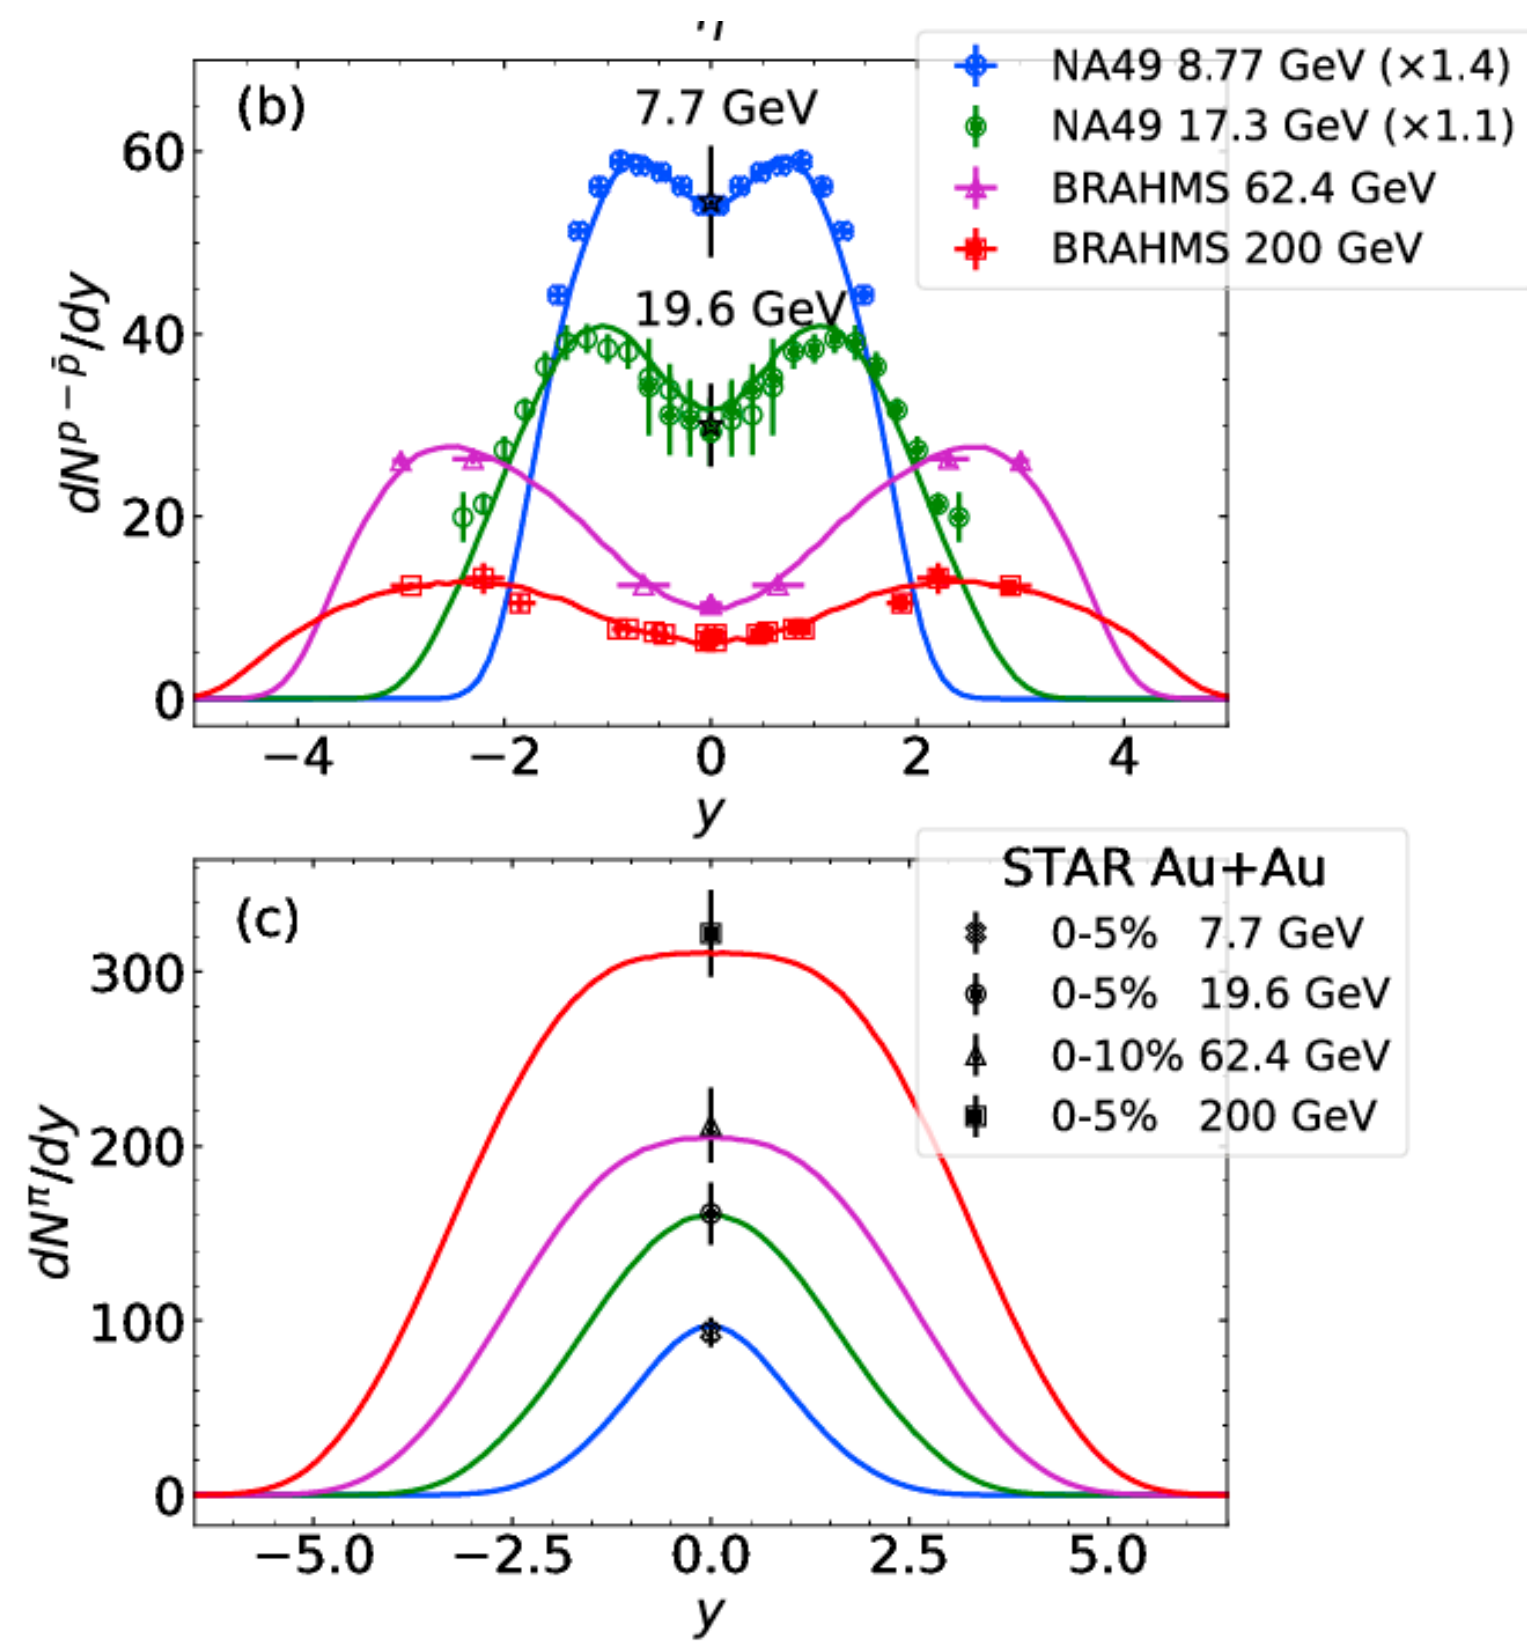 η
(b)
7.7 GeV
19.6 GeV
NA49 8.77 GeV (×1.4)
NA49 17.3 GeV (×1.1)
BRAHMS 62.4 GeV
BRAHMS 200 GeV
dN^{p − p̄}/dy
60
40
20
0
−4 −2 0 2 4
y
(c)
STAR Au+Au
0-5% 7.7 GeV
0-5% 19.6 GeV
0-10% 62.4 GeV
0-5% 200 GeV
dN^π/dy
300
200
100
0
−5.0 −2.5 0.0 2.5 5.0
y